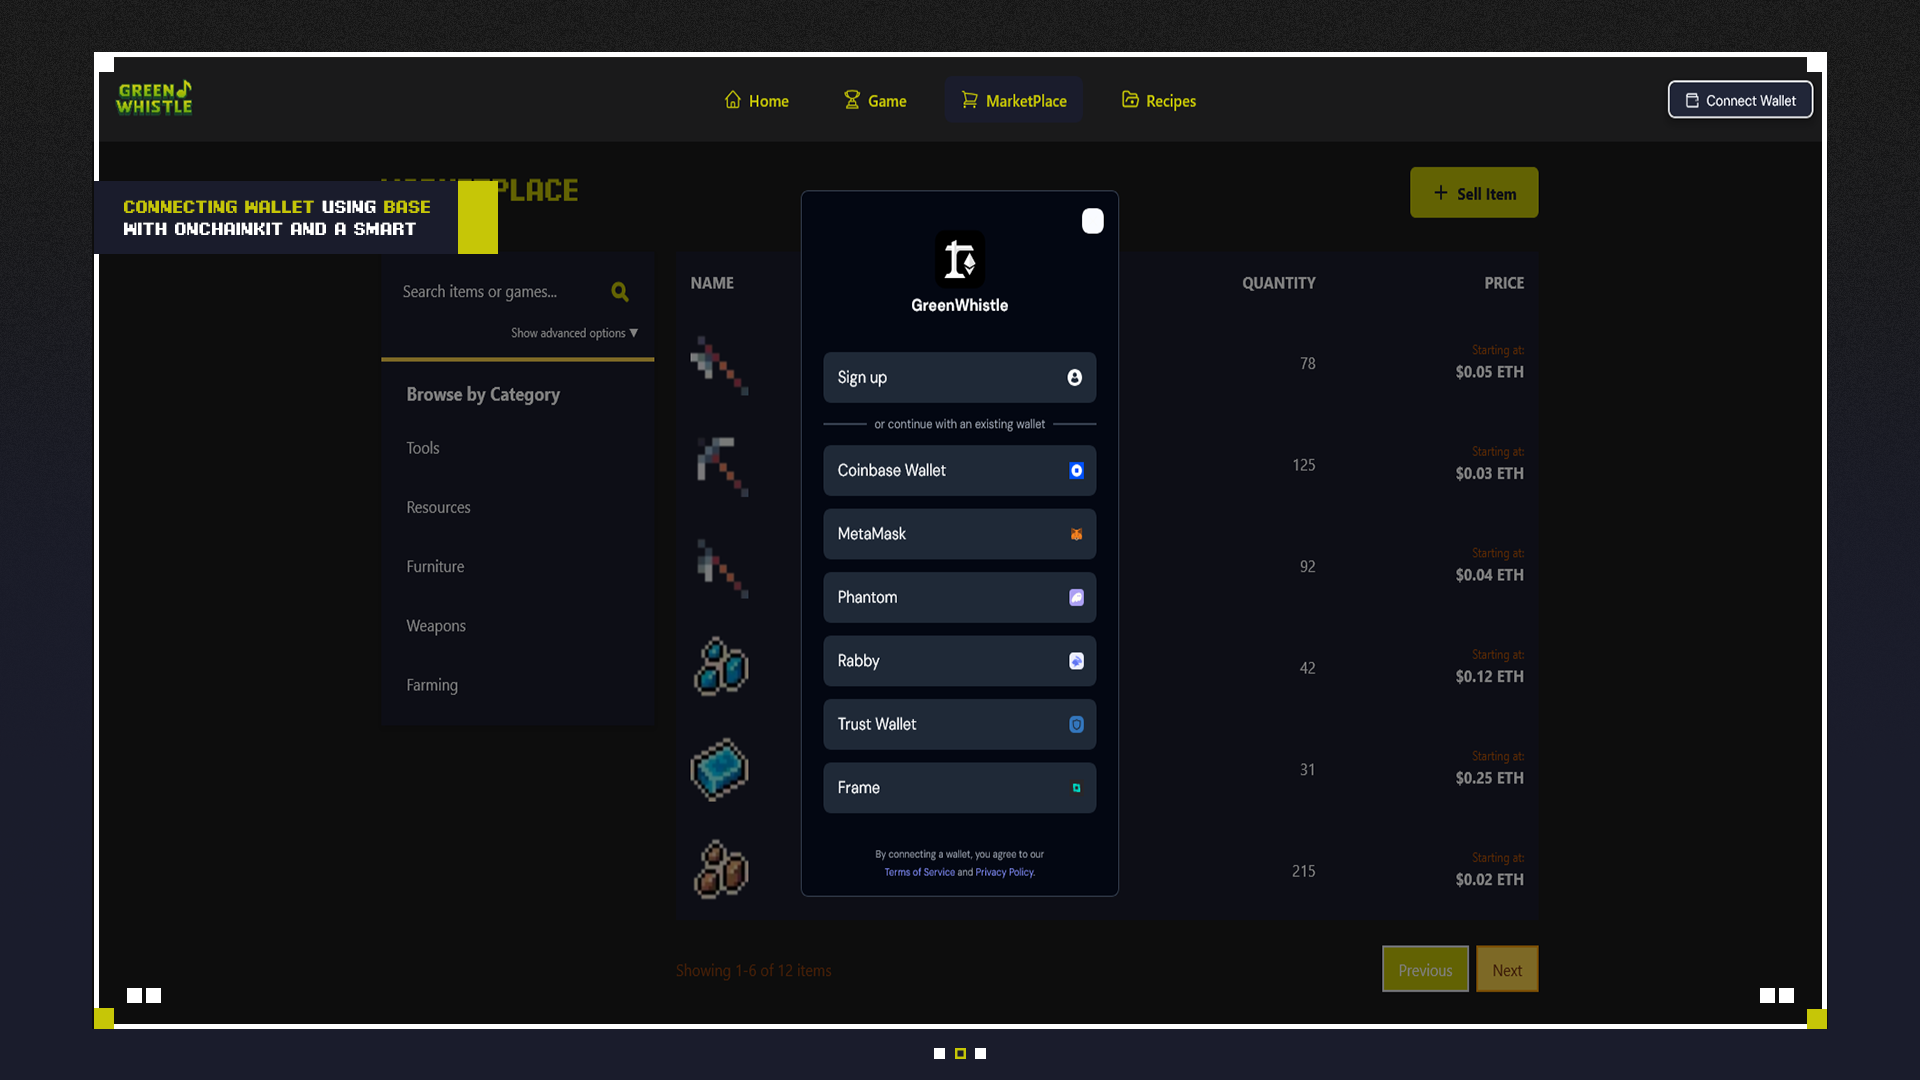 GREEN
WHISTLE
Home
Game
MarketPlace
Recipes
Connect Wallet
PLACE
Sell Item
CONNECTING WALLET USING BASE
WITH ONCHAINKIT AND A SMART
Search items or games...
Show advanced options ▼
Browse by Category
Tools
Resources
Furniture
Weapons
Farming
NAME
QUANTITY
PRICE
78
Starting at:
$0.05 ETH
125
Starting at:
$0.03 ETH
92
Starting at:
$0.04 ETH
42
Starting at:
$0.12 ETH
31
Starting at:
$0.25 ETH
215
Starting at:
$0.02 ETH
GreenWhistle
Sign up
or continue with an existing wallet
Coinbase Wallet
MetaMask
Phantom
Rabby
Trust Wallet
Frame
By connecting a wallet, you agree to our
Terms of Service and Privacy Policy.
Showing 1-6 of 12 items
Previous
Next